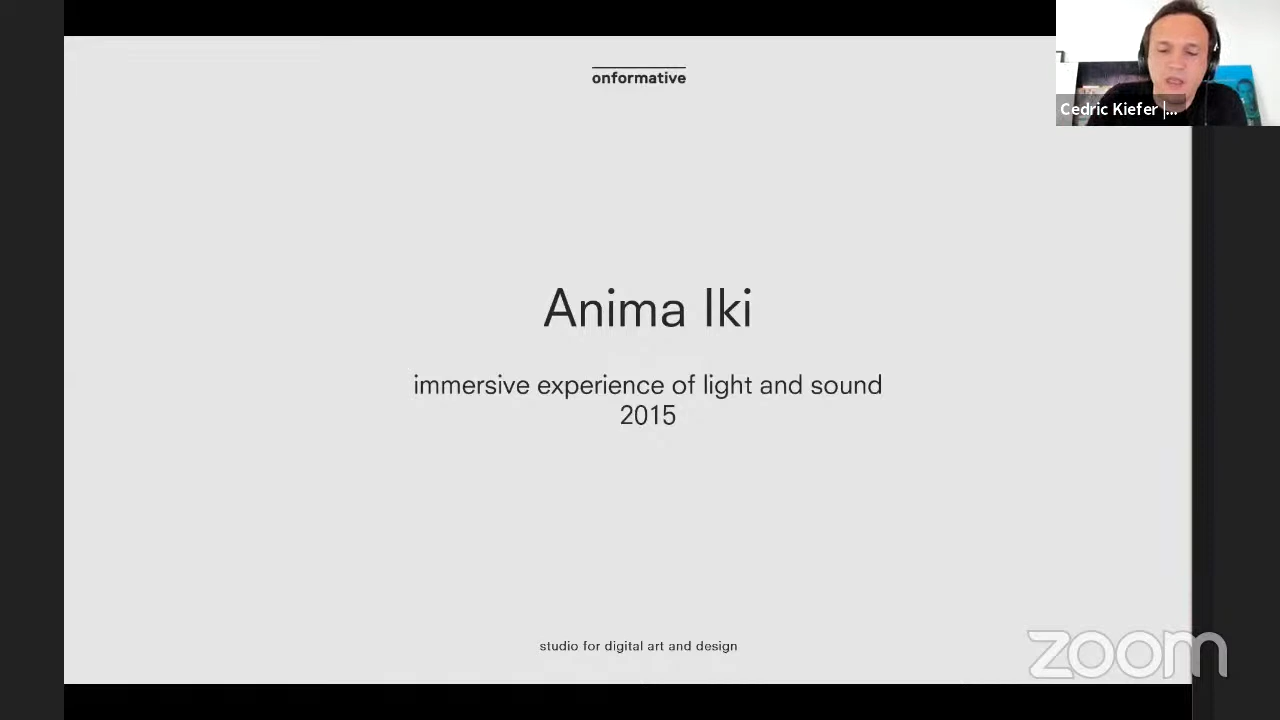 onformative
Cedric Kiefer |...
Anima Iki
immersive experience of light and sound
2015
studio for digital art and design
zoom